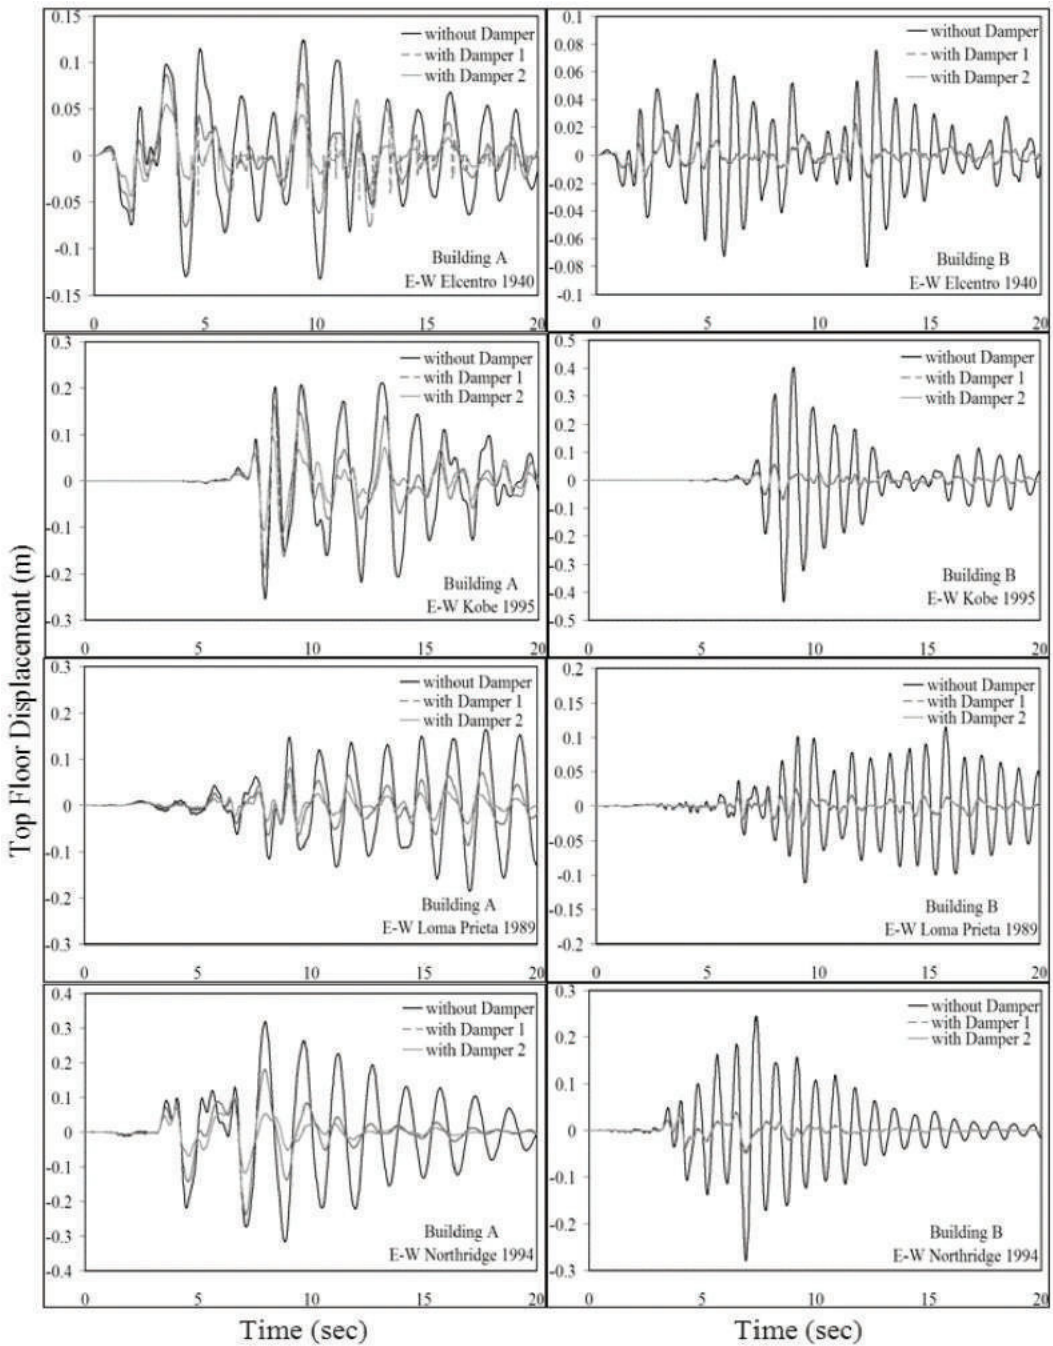 Top Floor Displacement (m)
0.15
0.1
0.05
0
-0.05
-0.1
-0.15
without Damper
with Damper 1
with Damper 2
Building A
E-W Elcentro 1940
0 5 10 15 20
0.1
0.08
0.06
0.04
0.02
0
-0.02
-0.04
-0.06
-0.08
-0.1
without Damper
with Damper 1
with Damper 2
Building B
E-W Elcentro 1940
0 5 10 15 20
0.3
0.2
0.1
0
-0.1
-0.2
-0.3
without Damper
with Damper 1
with Damper 2
Building A
E-W Kobe 1995
0 5 10 15 20
0.5
0.4
0.3
0.2
0.1
0
-0.1
-0.2
-0.3
-0.4
-0.5
without Damper
with Damper 1
with Damper 2
Building B
E-W Kobe 1995
0 5 10 15 20
0.3
0.2
0.1
0
-0.1
-0.2
-0.3
without Damper
with Damper 1
with Damper 2
Building A
E-W Loma Prieta 1989
0 5 10 15 20
0.2
0.15
0.1
0.05
0
-0.05
-0.1
-0.15
-0.2
without Damper
with Damper 1
with Damper 2
Building B
E-W Loma Prieta 1989
0 5 10 15 20
0.4
0.3
0.2
0.1
0
-0.1
-0.2
-0.3
-0.4
without Damper
with Damper 1
with Damper 2
Building A
E-W Northridge 1994
0 5 10 15 20
0.3
0.2
0.1
0
-0.1
-0.2
-0.3
without Damper
with Damper 1
with Damper 2
Building B
E-W Northridge 1994
0 5 10 15 20
Time (sec)
Time (sec)